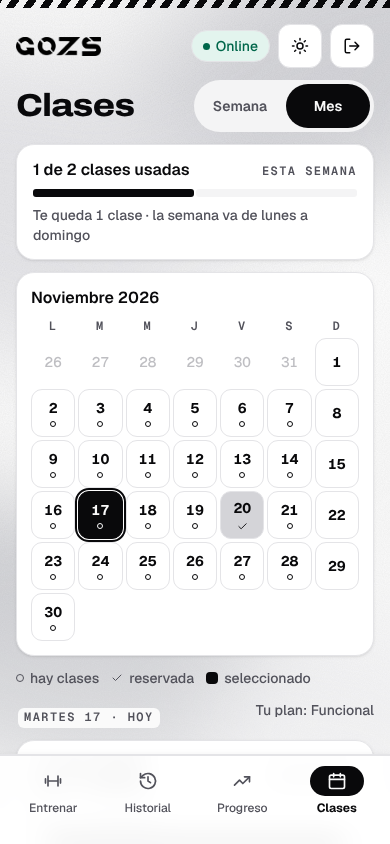 GOZS
Online
Clases
Semana Mes
1 de 2 clases usadas ESTA SEMANA
Te queda 1 clase · la semana va de lunes a
domingo
Noviembre 2026
L M M J V S D
26 27 28 29 30 31 1
2 3 4 5 6 7 8
9 10 11 12 13 14 15
16 17 18 19 20 21 22
23 24 25 26 27 28 29
30
hay clases reservada seleccionado
Tu plan: Funcional
MARTES 17 · HOY
Entrenar Historial Progreso Clases